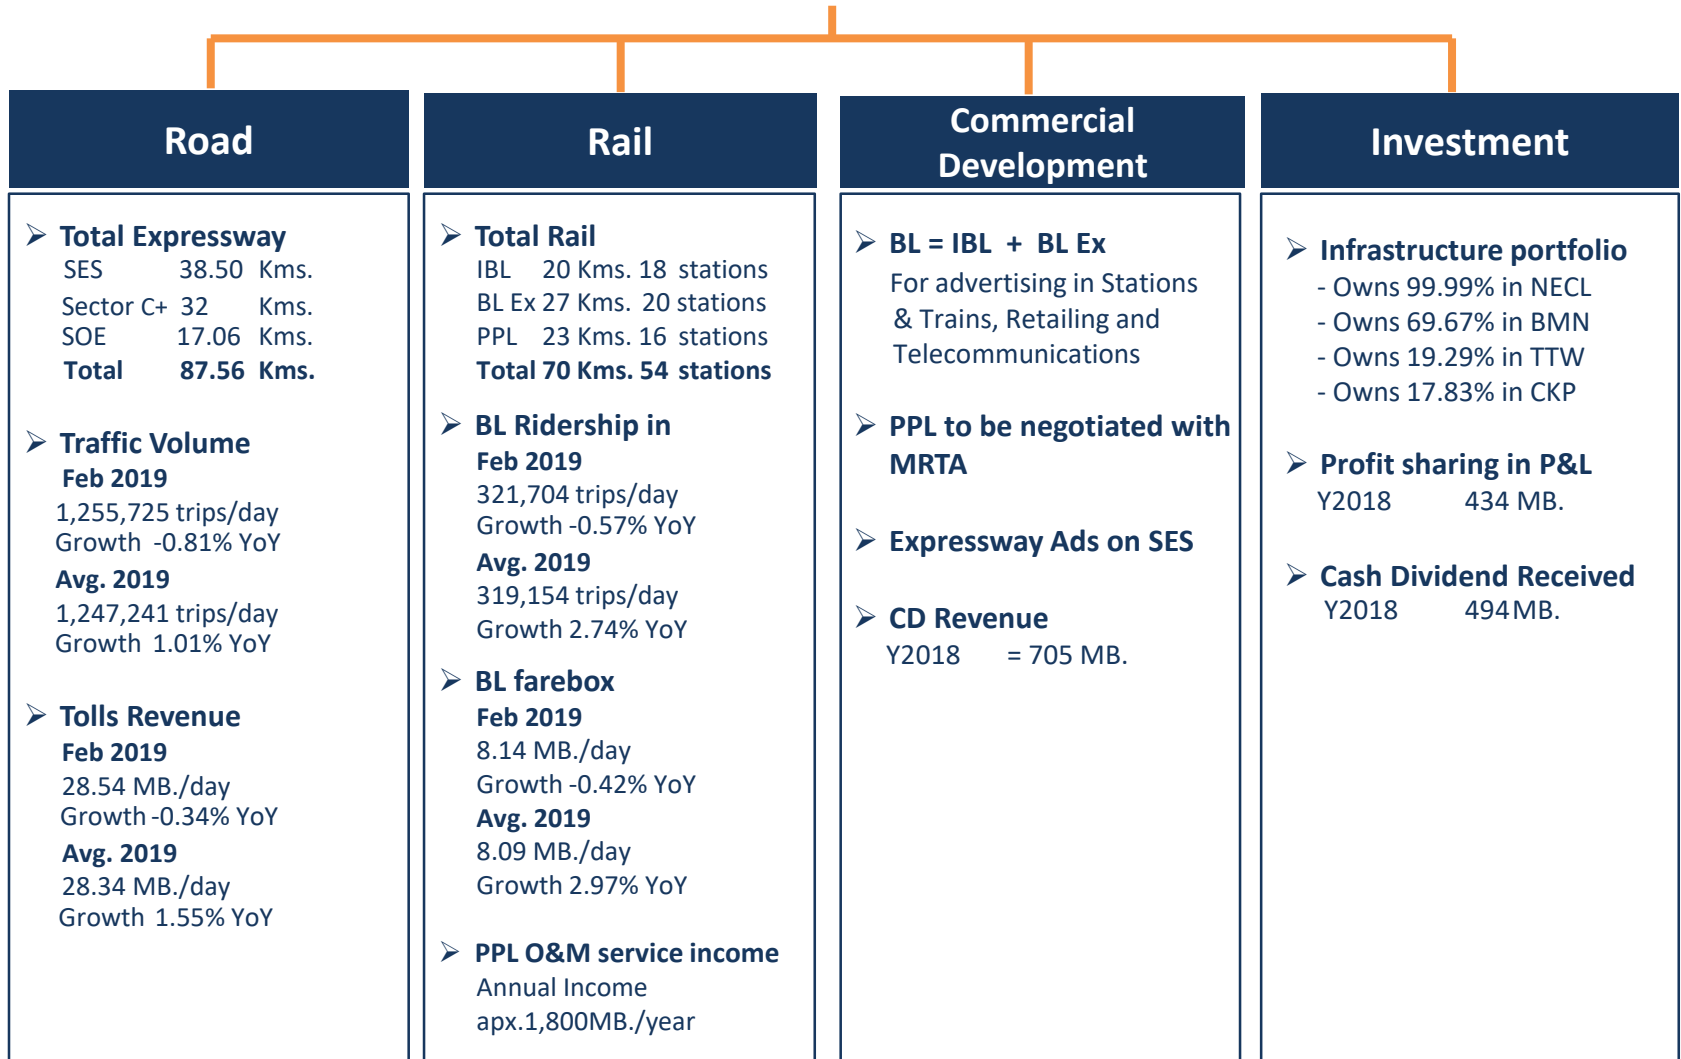 Road
➢ Total Expressway
SES 38.50 Kms.
Sector C+ 32 Kms.
SOE 17.06 Kms.
Total 87.56 Kms.
➢ Traffic Volume
Feb 2019
1,255,725 trips/day
Growth -0.81% YoY
Avg. 2019
1,247,241 trips/day
Growth 1.01% YoY
➢ Tolls Revenue
Feb 2019
28.54 MB./day
Growth -0.34% YoY
Avg. 2019
28.34 MB./day
Growth 1.55% YoY
Rail
➢ Total Rail
IBL 20 Kms. 18 stations
BL Ex 27 Kms. 20 stations
PPL 23 Kms. 16 stations
Total 70 Kms. 54 stations
➢ BL Ridership in
Feb 2019
321,704 trips/day
Growth -0.57% YoY
Avg. 2019
319,154 trips/day
Growth 2.74% YoY
➢ BL farebox
Feb 2019
8.14 MB./day
Growth -0.42% YoY
Avg. 2019
8.09 MB./day
Growth 2.97% YoY
➢ PPL O&M service income
Annual Income
apx.1,800MB./year
Commercial
Development
➢ BL = IBL + BL Ex
For advertising in Stations
& Trains, Retailing and
Telecommunications
➢ PPL to be negotiated with
MRTA
➢ Expressway Ads on SES
➢ CD Revenue
Y2018 = 705 MB.
Investment
➢ Infrastructure portfolio
- Owns 99.99% in NECL
- Owns 69.67% in BMN
- Owns 19.29% in TTW
- Owns 17.83% in CKP
➢ Profit sharing in P&L
Y2018 434 MB.
➢ Cash Dividend Received
Y2018 494MB.